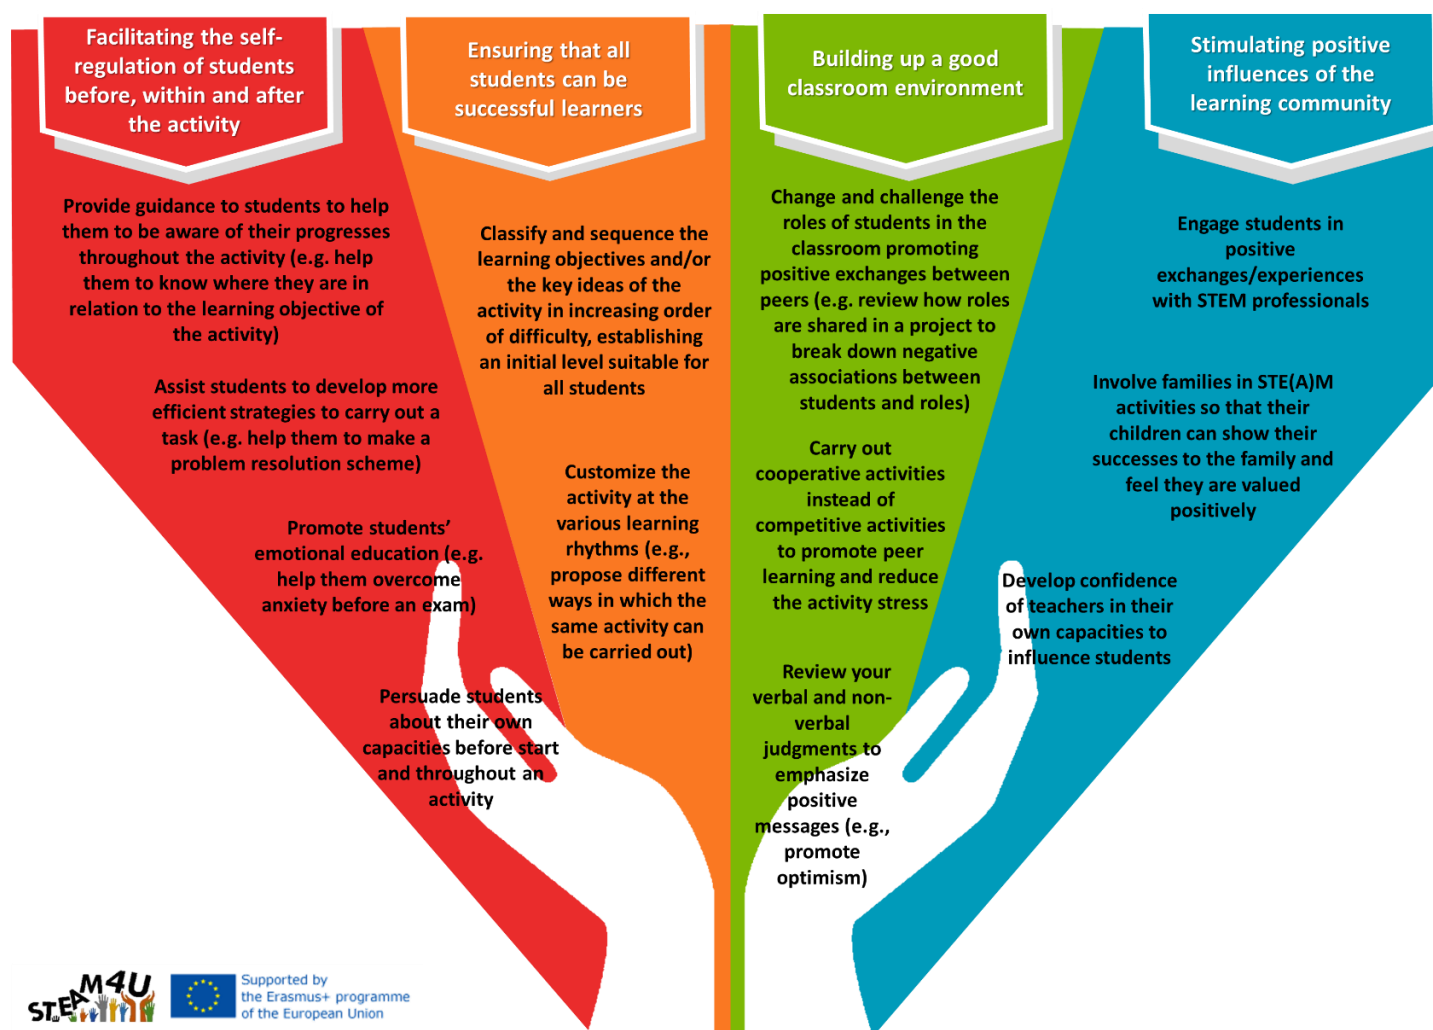 Facilitating the self-
regulation of students
before, within and after
the activity
Provide guidance to students to help
them to be aware of their progresses
throughout the activity (e.g. help
them to know where they are in
relation to the learning objective of
the activity)
Assist students to develop more
efficient strategies to carry out a
task (e.g. help them to make a
problem resolution scheme)
Promote students’
emotional education (e.g.
help them overcome
anxiety before an exam)
Persuade students
about their own
capacities before start
and throughout an
activity
Ensuring that all
students can be
successful learners
Classify and sequence the
learning objectives and/or
the key ideas of the
activity in increasing order
of difficulty, establishing
an initial level suitable for
all students
Customize the
activity at the
various learning
rhythms (e.g.,
propose different
ways in which the
same activity can
be carried out)
Building up a good
classroom environment
Change and challenge the
roles of students in the
classroom promoting
positive exchanges between
peers (e.g. review how roles
are shared in a project to
break down negative
associations between
students and roles)
Carry out
cooperative activities
instead of
competitive activities
to promote peer
learning and reduce
the activity stress
Review your
verbal and non-
verbal
judgments to
emphasize
positive
messages (e.g.,
promote
optimism)
Stimulating positive
influences of the
learning community
Engage students in
positive
exchanges/experiences
with STEM professionals
Involve families in STE(A)M
activities so that their
children can show their
successes to the family and
feel they are valued
positively
Develop confidence
of teachers in their
own capacities to
influence students
STEAM4U
Supported by
the Erasmus+ programme
of the European Union